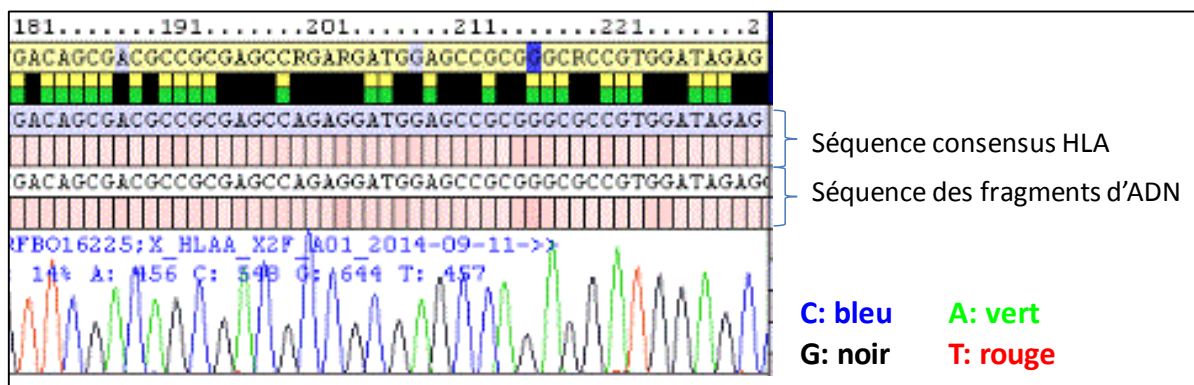 181.......191.......201.......211.......221.......2
GACAGCGACGCCGCGAGCCRGARGATGGAGCCGCGGGCRCCGTGGATAGAG
GACAGCGACGCCGCGAGCCAGAGGATGGAGCCGCGGGCGCCGTGGATAGAG
Séquence consensus HLA
GACAGCGACGCCGCGAGCCAGAGGATGGAGCCGCGGGCGCCGTGGATAGAG
Séquence des fragments d'ADN
RFBO16225;X_HLAA_X2F_A01_2014-09-11->>
14% A: 456 C: 548 G: 644 T: 457
C: bleu A: vert
G: noir T: rouge